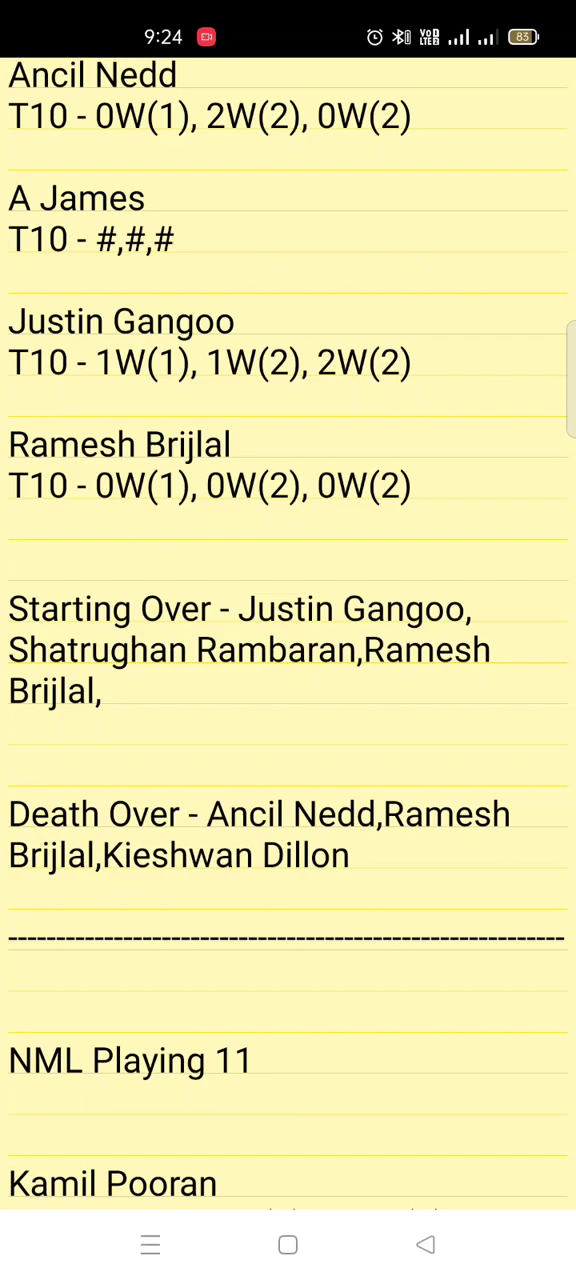 9:24
VoD
LTE2
83
Ancil Nedd
T10 - 0W(1), 2W(2), 0W(2)
A James
T10 - #,#,#
Justin Gangoo
T10 - 1W(1), 1W(2), 2W(2)
Ramesh Brijlal
T10 - 0W(1), 0W(2), 0W(2)
Starting Over - Justin Gangoo,
Shatrughan Rambaran,Ramesh
Brijlal,
Death Over - Ancil Nedd,Ramesh
Brijlal,Kieshwan Dillon
-----------------------------------------------------------
NML Playing 11
Kamil Pooran